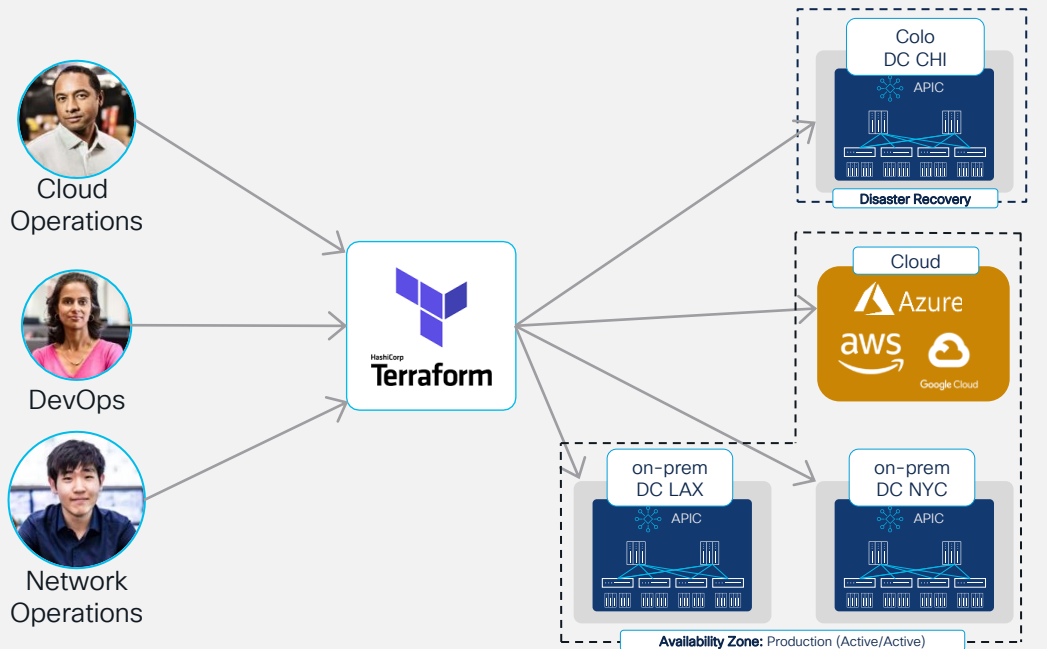 Cloud
Operations
DevOps
Network
Operations
HashiCorp
Terraform
Colo
DC CHI
APIC
Disaster Recovery
Cloud
Azure
aws
Google Cloud
on-prem
DC LAX
APIC
on-prem
DC NYC
APIC
Availability Zone: Production (Active/Active)